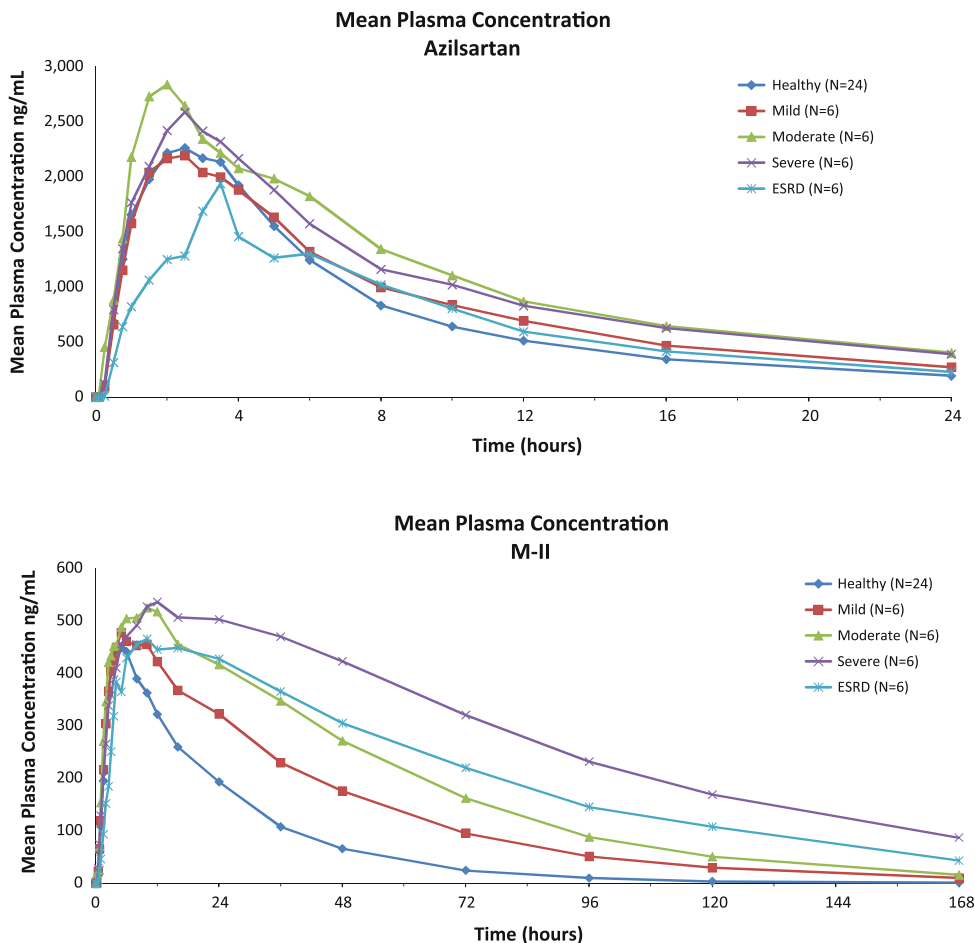 Mean Plasma Concentration
Azilsartan
Mean Plasma Concentration ng/mL
3,000
2,500
2,000
1,500
1,000
500
0
0 4 8 12 16 20 24
Time (hours)
Healthy (N=24)
Mild (N=6)
Moderate (N=6)
Severe (N=6)
ESRD (N=6)
Mean Plasma Concentration
M-II
Mean Plasma Concentration ng/mL
600
500
400
300
200
100
0
0 24 48 72 96 120 144 168
Time (hours)
Healthy (N=24)
Mild (N=6)
Moderate (N=6)
Severe (N=6)
ESRD (N=6)